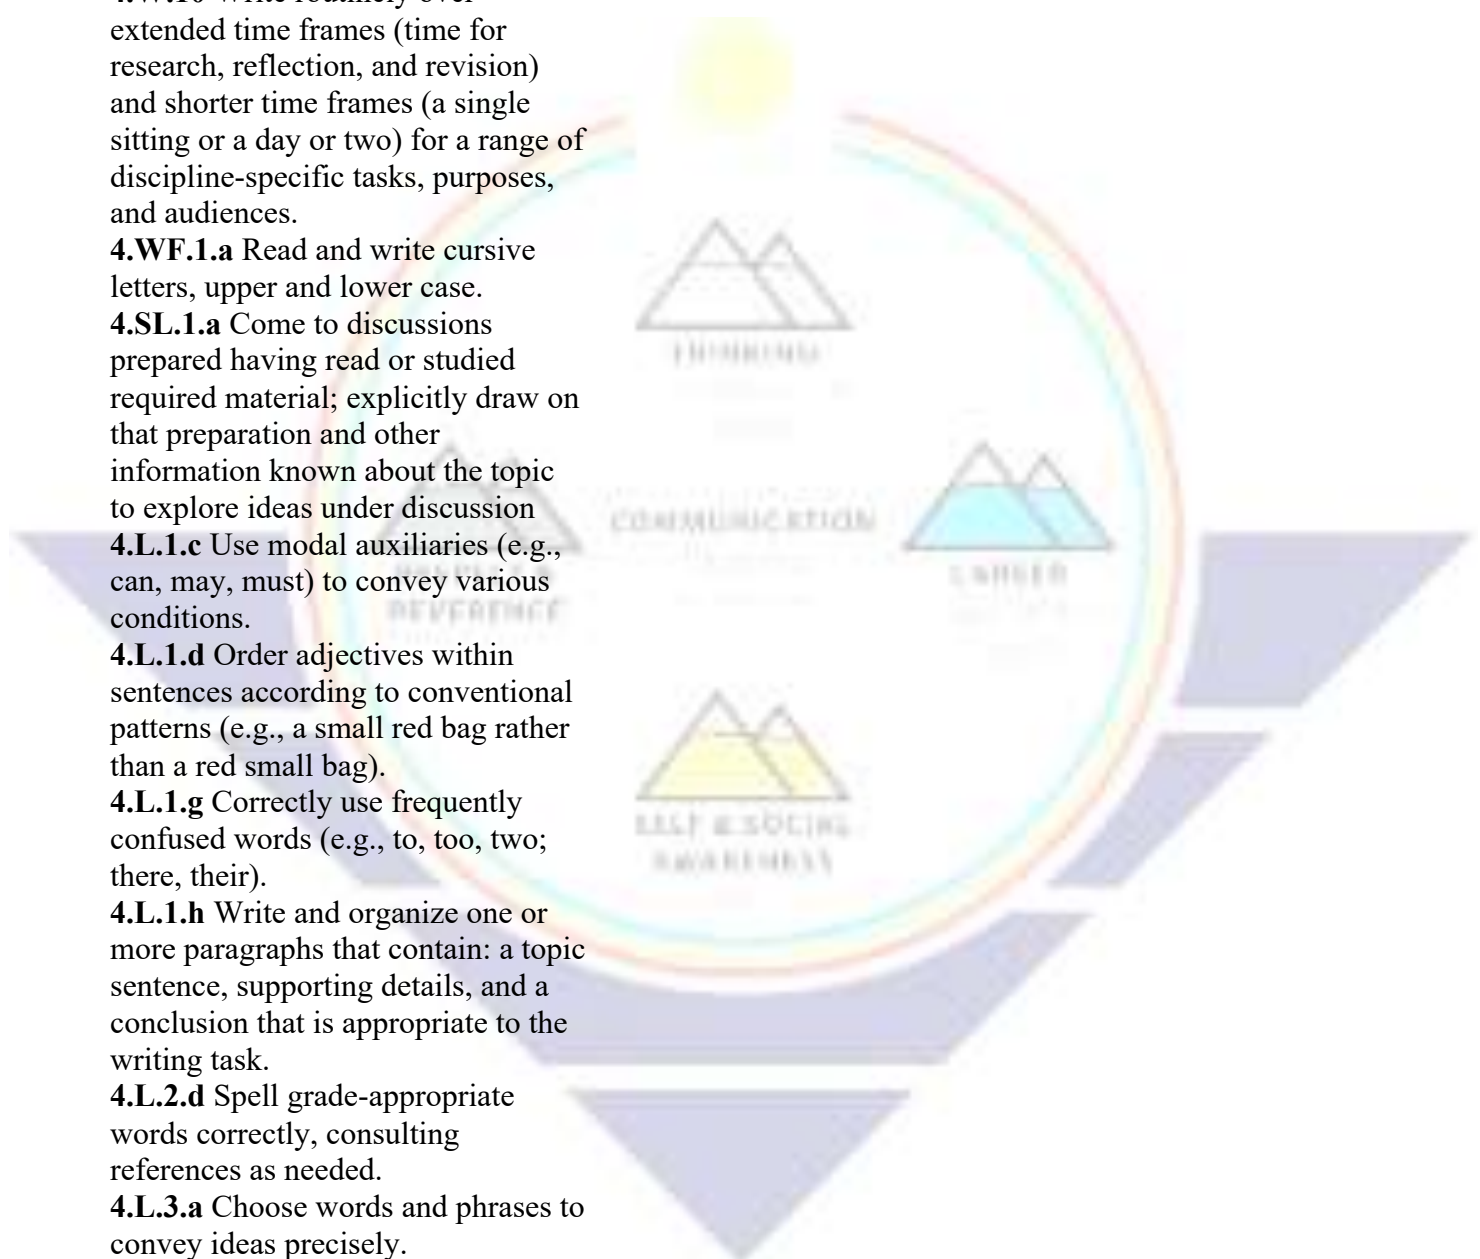 extended time frames (time for
research, reflection, and revision)
and shorter time frames (a single
sitting or a day or two) for a range of
discipline-specific tasks, purposes,
and audiences.
4.WF.1.a Read and write cursive
letters, upper and lower case.
4.SL.1.a Come to discussions
prepared having read or studied
required material; explicitly draw on
that preparation and other
information known about the topic
to explore ideas under discussion
4.L.1.c Use modal auxiliaries (e.g.,
can, may, must) to convey various
conditions.
4.L.1.d Order adjectives within
sentences according to conventional
patterns (e.g., a small red bag rather
than a red small bag).
4.L.1.g Correctly use frequently
confused words (e.g., to, too, two;
there, their).
4.L.1.h Write and organize one or
more paragraphs that contain: a topic
sentence, supporting details, and a
conclusion that is appropriate to the
writing task.
4.L.2.d Spell grade-appropriate
words correctly, consulting
references as needed.
4.L.3.a Choose words and phrases to
convey ideas precisely.
THINKING
COMMUNICATION
REVERENCE
CAREER
SELF & SOCIAL
AWARENESS